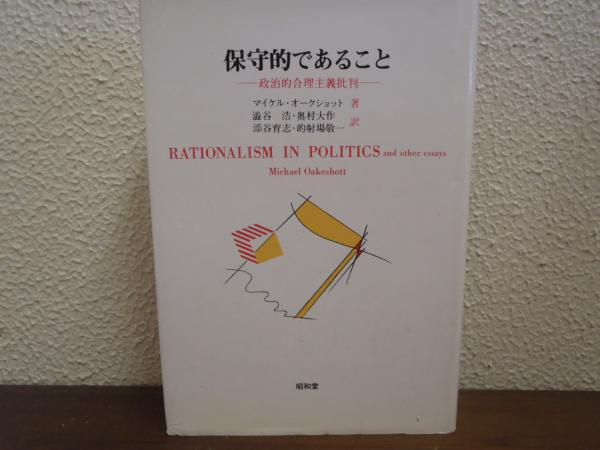 保守的であること
—政治的合理主義批判—
マイケル・オークショット 著
澁谷 浩・奥村大作
添谷育志・的射場敬一 訳
RATIONALISM IN POLITICS and other essays
Michael Oakeshott
昭和堂